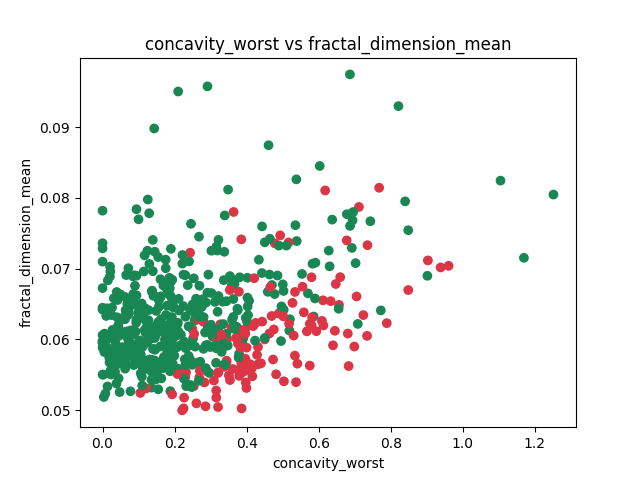 concavity_worst vs fractal_dimension_mean
fractal_dimension_mean
0.09
0.08
0.07
0.06
0.05
0.0 0.2 0.4 0.6 0.8 1.0 1.2
concavity_worst